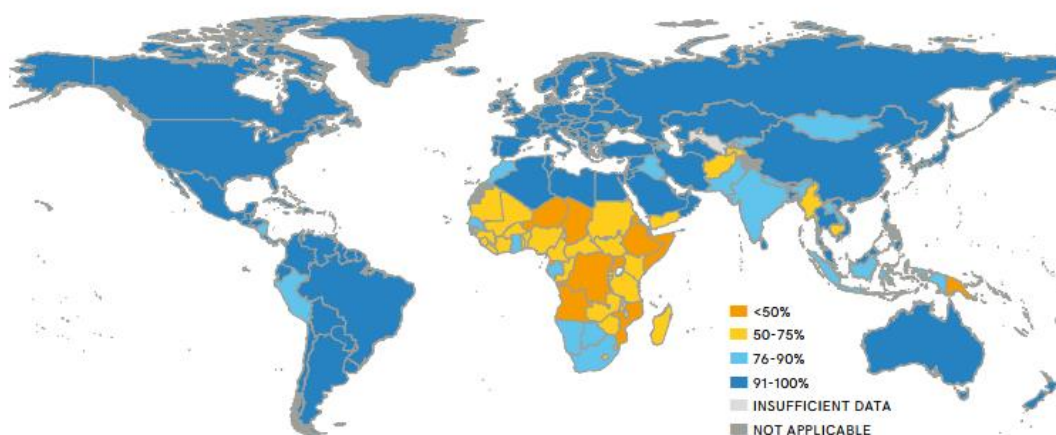 <50%
50-75%
76-90%
91-100%
INSUFFICIENT DATA
NOT APPLICABLE